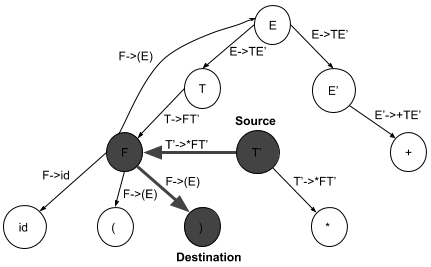 E
F->(E)
E->TE’
E->TE’
T
E’
T->FT’
E’->+TE’
Source
F
T’->*FT’
T’
+
F->id
F->(E)
F->(E)
T’->*FT’
id
(
)
*
Destination